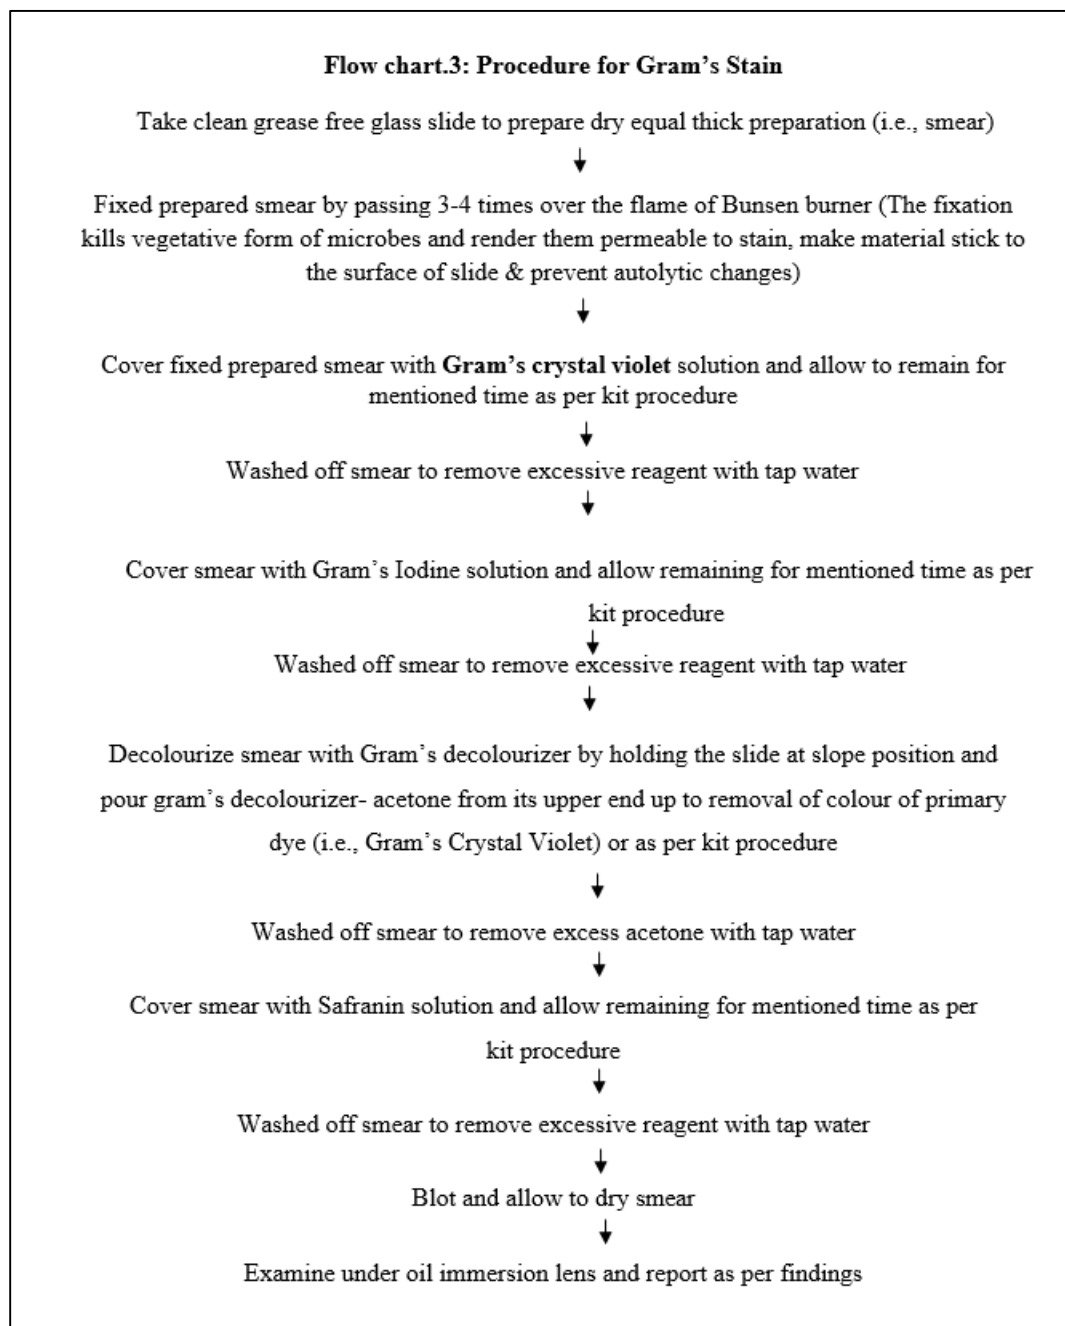 Flow chart.3: Procedure for Gram's Stain
Take clean grease free glass slide to prepare dry equal thick preparation (i.e., smear)
Fixed prepared smear by passing 3-4 times over the flame of Bunsen burner (The fixation
kills vegetative form of microbes and render them permeable to stain, make material stick to
the surface of slide & prevent autolytic changes)
Cover fixed prepared smear with Gram's crystal violet solution and allow to remain for
mentioned time as per kit procedure
Washed off smear to remove excessive reagent with tap water
Cover smear with Gram's Iodine solution and allow remaining for mentioned time as per
kit procedure
Washed off smear to remove excessive reagent with tap water
Decolourize smear with Gram's decolourizer by holding the slide at slope position and
pour gram's decolourizer- acetone from its upper end up to removal of colour of primary
dye (i.e., Gram's Crystal Violet) or as per kit procedure
Washed off smear to remove excess acetone with tap water
Cover smear with Safranin solution and allow remaining for mentioned time as per
kit procedure
Washed off smear to remove excessive reagent with tap water
Blot and allow to dry smear
Examine under oil immersion lens and report as per findings